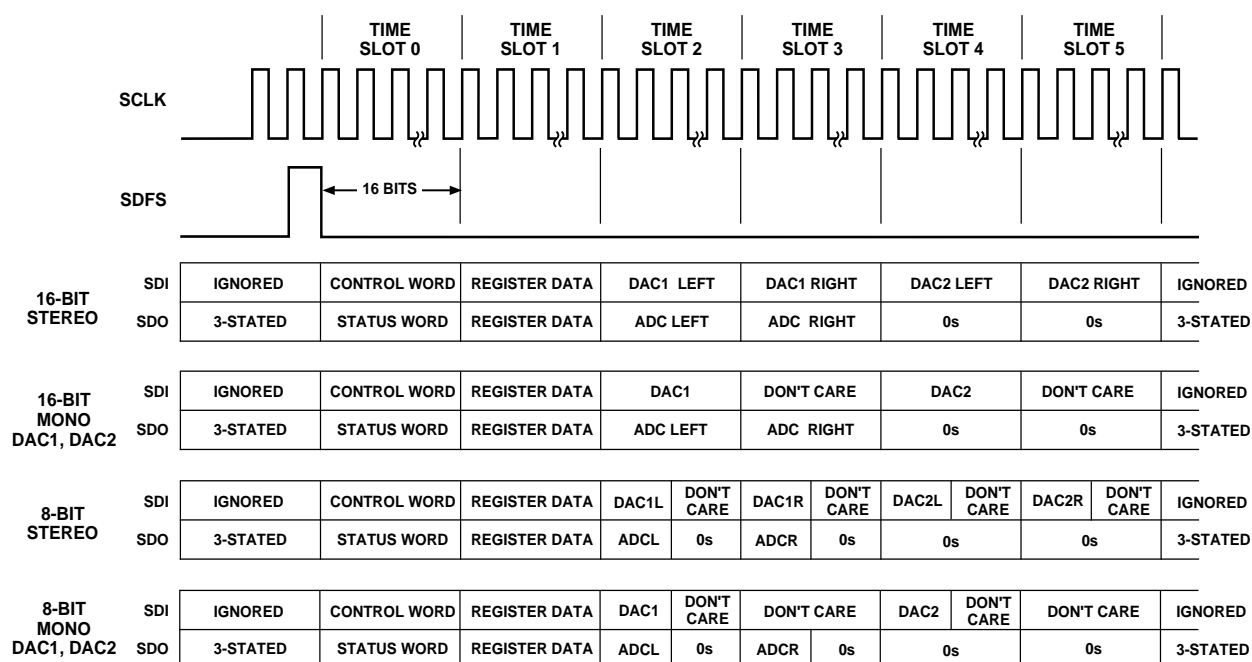 TIME SLOT 0 TIME SLOT 1 TIME SLOT 2 TIME SLOT 3 TIME SLOT 4 TIME SLOT 5
SCLK
SDFS 16 BITS
16-BIT STEREO
SDI IGNORED CONTROL WORD REGISTER DATA DAC1 LEFT DAC1 RIGHT DAC2 LEFT DAC2 RIGHT IGNORED
SDO 3-STATED STATUS WORD REGISTER DATA ADC LEFT ADC RIGHT 0s 0s 3-STATED
16-BIT MONO DAC1, DAC2
SDI IGNORED CONTROL WORD REGISTER DATA DAC1 DON'T CARE DAC2 DON'T CARE IGNORED
SDO 3-STATED STATUS WORD REGISTER DATA ADC LEFT ADC RIGHT 0s 0s 3-STATED
8-BIT STEREO
SDI IGNORED CONTROL WORD REGISTER DATA DAC1L DON'T CARE DAC1R DON'T CARE DAC2L DON'T CARE DAC2R DON'T CARE IGNORED
SDO 3-STATED STATUS WORD REGISTER DATA ADCL 0s ADCR 0s 0s 0s 3-STATED
8-BIT MONO DAC1, DAC2
SDI IGNORED CONTROL WORD REGISTER DATA DAC1 DON'T CARE DON'T CARE DAC2 DON'T CARE DON'T CARE IGNORED
SDO 3-STATED STATUS WORD REGISTER DATA ADCL 0s ADCR 0s 0s 0s 3-STATED